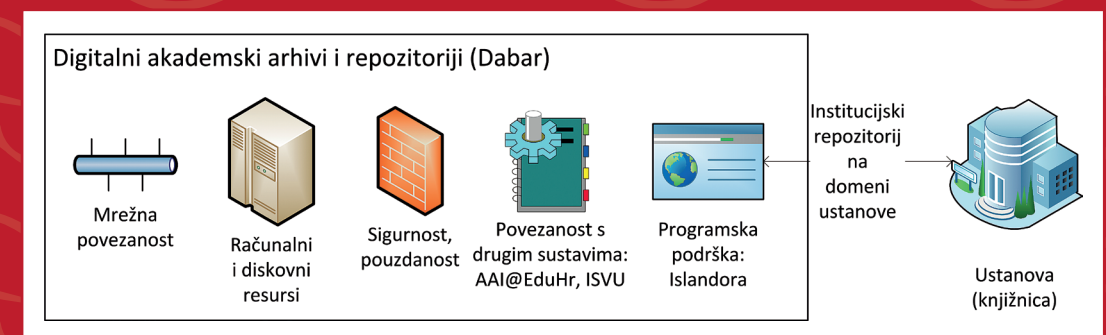 Digitalni akademski arhivi i repozitoriji (Dabar)
Mrežna
povezanost
Računalni
i diskovni
resursi
Sigurnost,
pouzdanost
Povezanost s
drugim sustavima:
AAI@EduHr, ISVU
Programska
podrška:
Islandora
Institucijski
repozitorij
na
domeni
ustanove
Ustanova
(knjižnica)